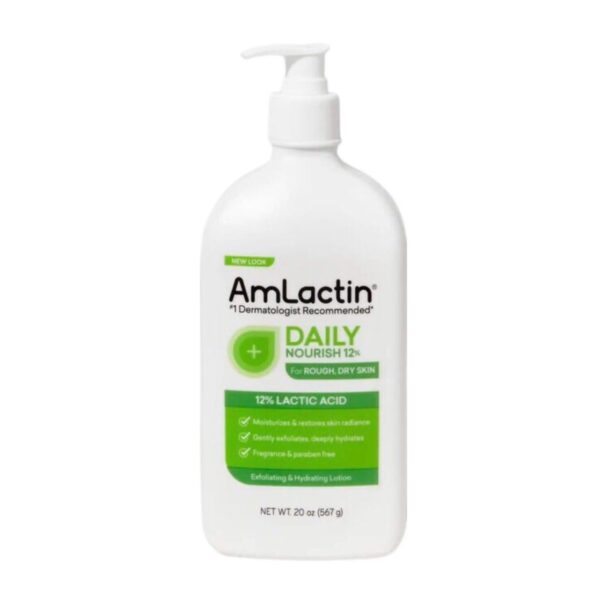 NEW LOOK
AmLactin®
#1 Dermatologist Recommended*
DAILY
NOURISH 12%
For ROUGH, DRY SKIN
12% LACTIC ACID
Moisturizes & restores skin radiance
Gently exfoliates, deeply hydrates
Fragrance & paraben free
Exfoliating & Hydrating Lotion
NET WT. 20 oz (567 g)